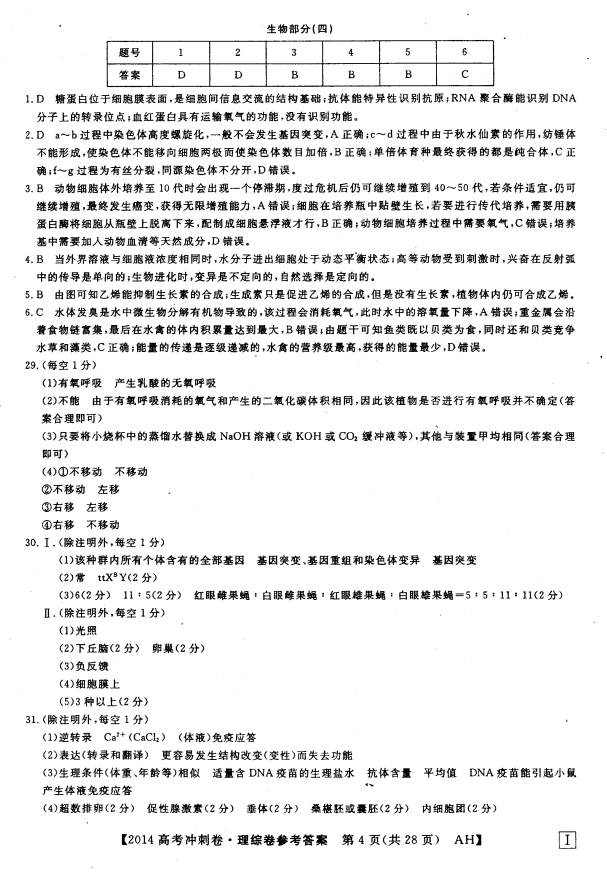 生物部分(四)
题号 1 2 3 4 5 6
答案 D D B B B C
1. D 糖蛋白位于细胞膜表面,是细胞间信息交流的结构基础;抗体能特异性识别抗原;RNA 聚合酶能识别 DNA
分子上的转录位点;血红蛋白具有运输氧气的功能,没有识别功能。
2. D a～b 过程中染色体高度螺旋化,一般不会发生基因突变,A 正确;c～d 过程中由于秋水仙素的作用,纺锤体
不能形成,使染色体不能移向细胞两极而使染色体数目加倍,B 正确;单倍体育种最终获得的都是纯合体,C 正
确;f～g 过程为有丝分裂,同源染色体不分开,D 错误。
3. B 动物细胞体外培养至 10 代时会出现一个停滞期,度过危机后仍可继续增殖到 40～50 代,若条件适宜,仍可
继续增殖,最终发生癌变,获得无限增殖能力,A 错误;细胞在培养瓶中贴壁生长,若要进行传代培养,需要用胰
蛋白酶将细胞从瓶壁上脱离下来,配制成细胞悬浮液才行,B 正确;动物细胞培养过程中需要氧气,C 错误;培养
基中需要加入动物血清等天然成分,D 错误。
4. B 当外界溶液与细胞液浓度相同时,水分子进出细胞处于动态平衡状态;高等动物受到刺激时,兴奋在反射弧
中的传导是单向的;生物进化时,变异是不定向的,自然选择是定向的。
5. B 由图可知乙烯能抑制生长素的合成;生成素只是促进乙烯的合成,但是没有生长素,植物体内仍可合成乙烯。
6. C 水体发臭是水中微生物分解有机物导致的,该过程会消耗氧气,此时水中的溶氧量下降,A 错误;重金属会沿
着食物链富集,最后在水禽的体内积累量达到最大,B 错误;由题干可知鱼类既以贝类为食,同时还和贝类竞争
水草和藻类,C 正确;能量的传递是逐级递减的,水禽的营养级最高,获得的能量最少,D 错误。
29. (每空 1 分)
(1)有氧呼吸 产生乳酸的无氧呼吸
(2)不能 由于有氧呼吸消耗的氧气和产生的二氧化碳体积相同,因此该植物是否进行有氧呼吸并不确定(答
案合理即可)
(3)只要将小烧杯中的蒸馏水替换成 NaOH 溶液(或 KOH 或 CO₂ 缓冲液等),其他与装置甲均相同(答案合理
即可)
(4)①不移动 不移动
②不移动 左移
③右移 左移
④右移 不移动
30. Ⅰ. (除注明外,每空 1 分)
(1)该种群内所有个体含有的全部基因 基因突变、基因重组和染色体变异 基因突变
(2)常 ttXᴮY(2 分)
(3)6(2 分) 11∶5(2 分) 红眼雌果蝇∶白眼雌果蝇∶红眼雄果蝇∶白眼雄果蝇=5∶5∶11∶11(2 分)
Ⅱ. (除注明外,每空 1 分)
(1)光照
(2)下丘脑(2 分) 卵巢(2 分)
(3)负反馈
(4)细胞膜上
(5)3 种以上(2 分)
31. (除注明外,每空 1 分)
(1)逆转录 Ca²⁺(CaCl₂) (体液)免疫应答
(2)表达(转录和翻译) 更容易发生结构改变(变性)而失去功能
(3)生理条件(体重、年龄等)相似 适量含 DNA 疫苗的生理盐水 抗体含量 平均值 DNA 疫苗能引起小鼠
产生体液免疫应答
(4)超数排卵(2 分) 促性腺激素(2 分) 垂体(2 分) 桑椹胚或囊胚(2 分) 内细胞团(2 分)
【2014 高考冲刺卷·理综卷参考答案 第 4 页(共 28 页) AH】
Ⅰ